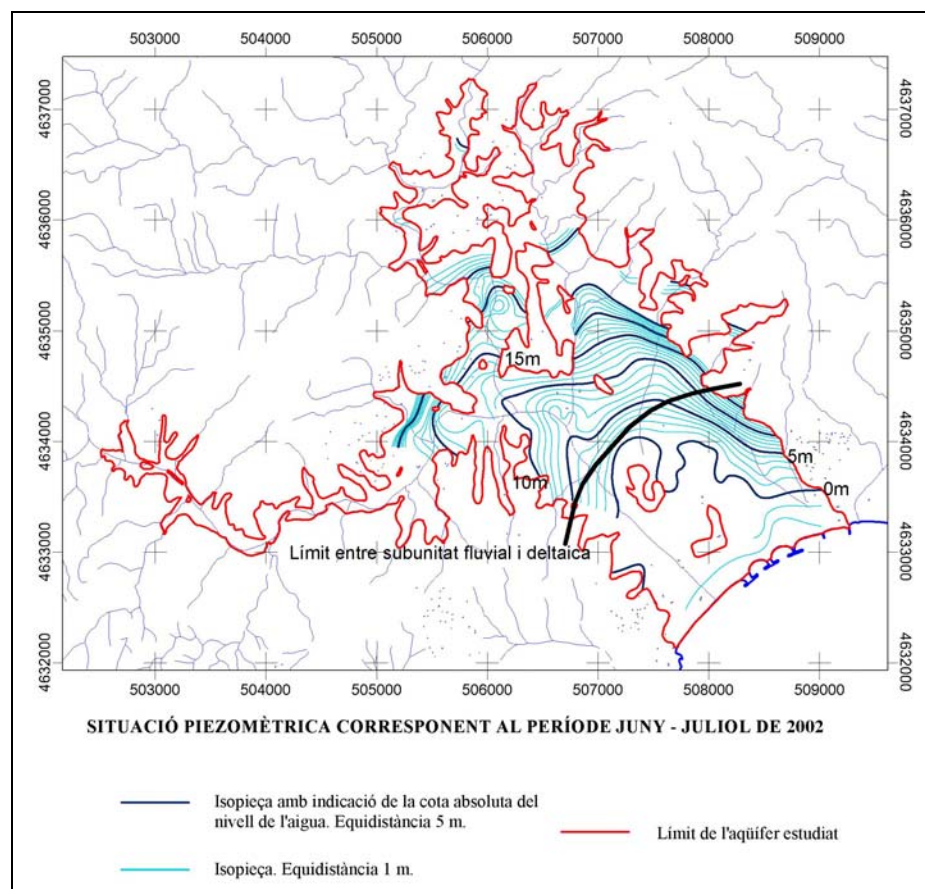 503000 504000 505000 506000 507000 508000 509000
4637000 4637000
4636000 4636000
4635000 4635000
15m
4634000 4634000
5m
10m 0m
Límit entre subunitat fluvial i deltaica
4633000 4633000
4632000 4632000
503000 504000 505000 506000 507000 508000 509000
SITUACIÓ PIEZOMÈTRICA CORRESPONENT AL PERÍODE JUNY - JULIOL DE 2002
Isopieça amb indicació de la cota absoluta del
nivell de l'aigua. Equidistància 5 m.
Límit de l'aqüífer estudiat
Isopieça. Equidistància 1 m.